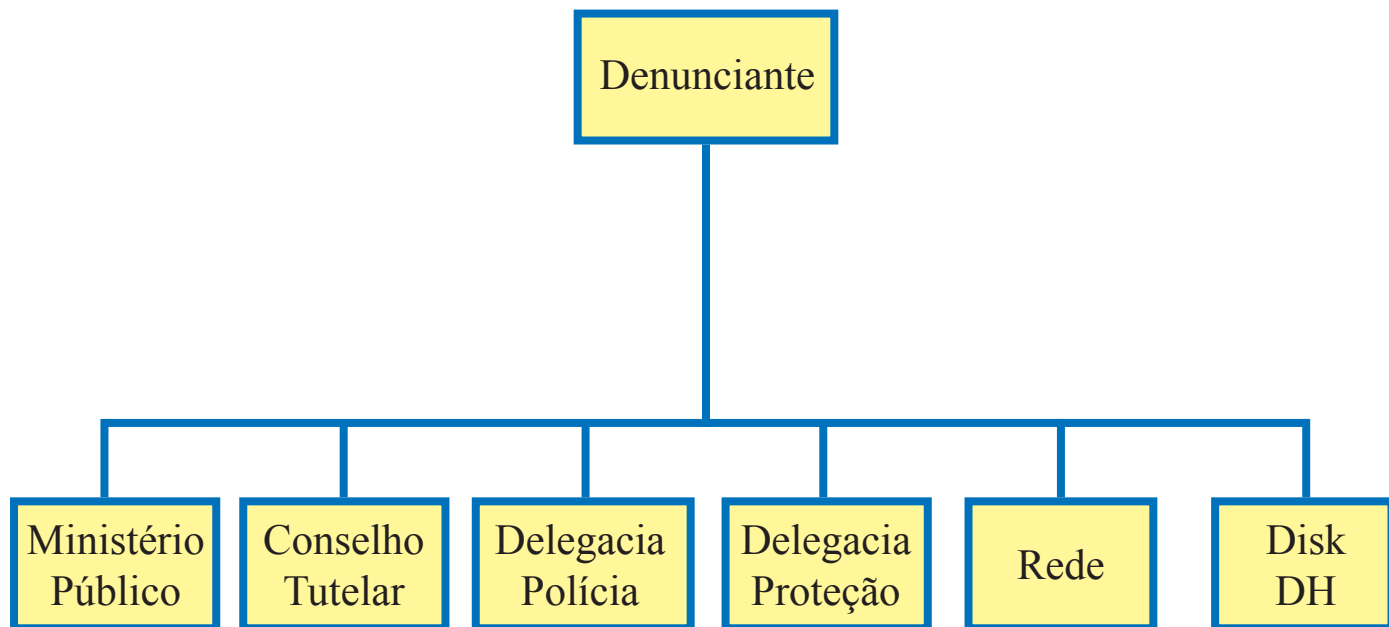 Denunciante
Ministério
Público
Conselho
Tutelar
Delegacia
Polícia
Delegacia
Proteção
Rede
Disk
DH